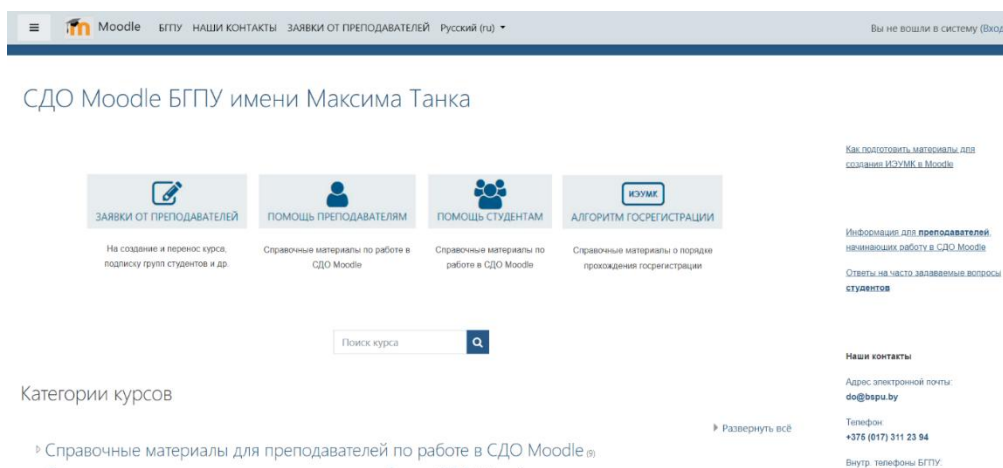 Moodle БГПУ НАШИ КОНТАКТЫ ЗАЯВКИ ОТ ПРЕПОДАВАТЕЛЕЙ Русский (ru) Вы не вошли в систему (Вход
СДО Moodle БГПУ имени Максима Танка
ЗАЯВКИ ОТ ПРЕПОДАВАТЕЛЕЙ
На создание и перенос курса,
подписку групп студентов и др.
ПОМОЩЬ ПРЕПОДАВАТЕЛЯМ
Справочные материалы по работе в
СДО Moodle
ПОМОЩЬ СТУДЕНТАМ
Справочные материалы по
работе в СДО Moodle
ИЭУМК
АЛГОРИТМ ГОСРЕГИСТРАЦИИ
Справочные материалы о порядке
прохождения госрегистрации
Поиск курса
Категории курсов
Развернуть всё
Справочные материалы для преподавателей по работе в СДО Moodle (9)
Как подготовить материалы для
создания ИЭУМК в Moodle
Информация для преподавателей,
начинающих работу в СДО Moodle
Ответы на часто задаваемые вопросы
студентов
Наши контакты
Адрес электронной почты:
do@bspu.by
Телефон:
+375 (017) 311 23 94
Внутр. телефоны БГПУ: